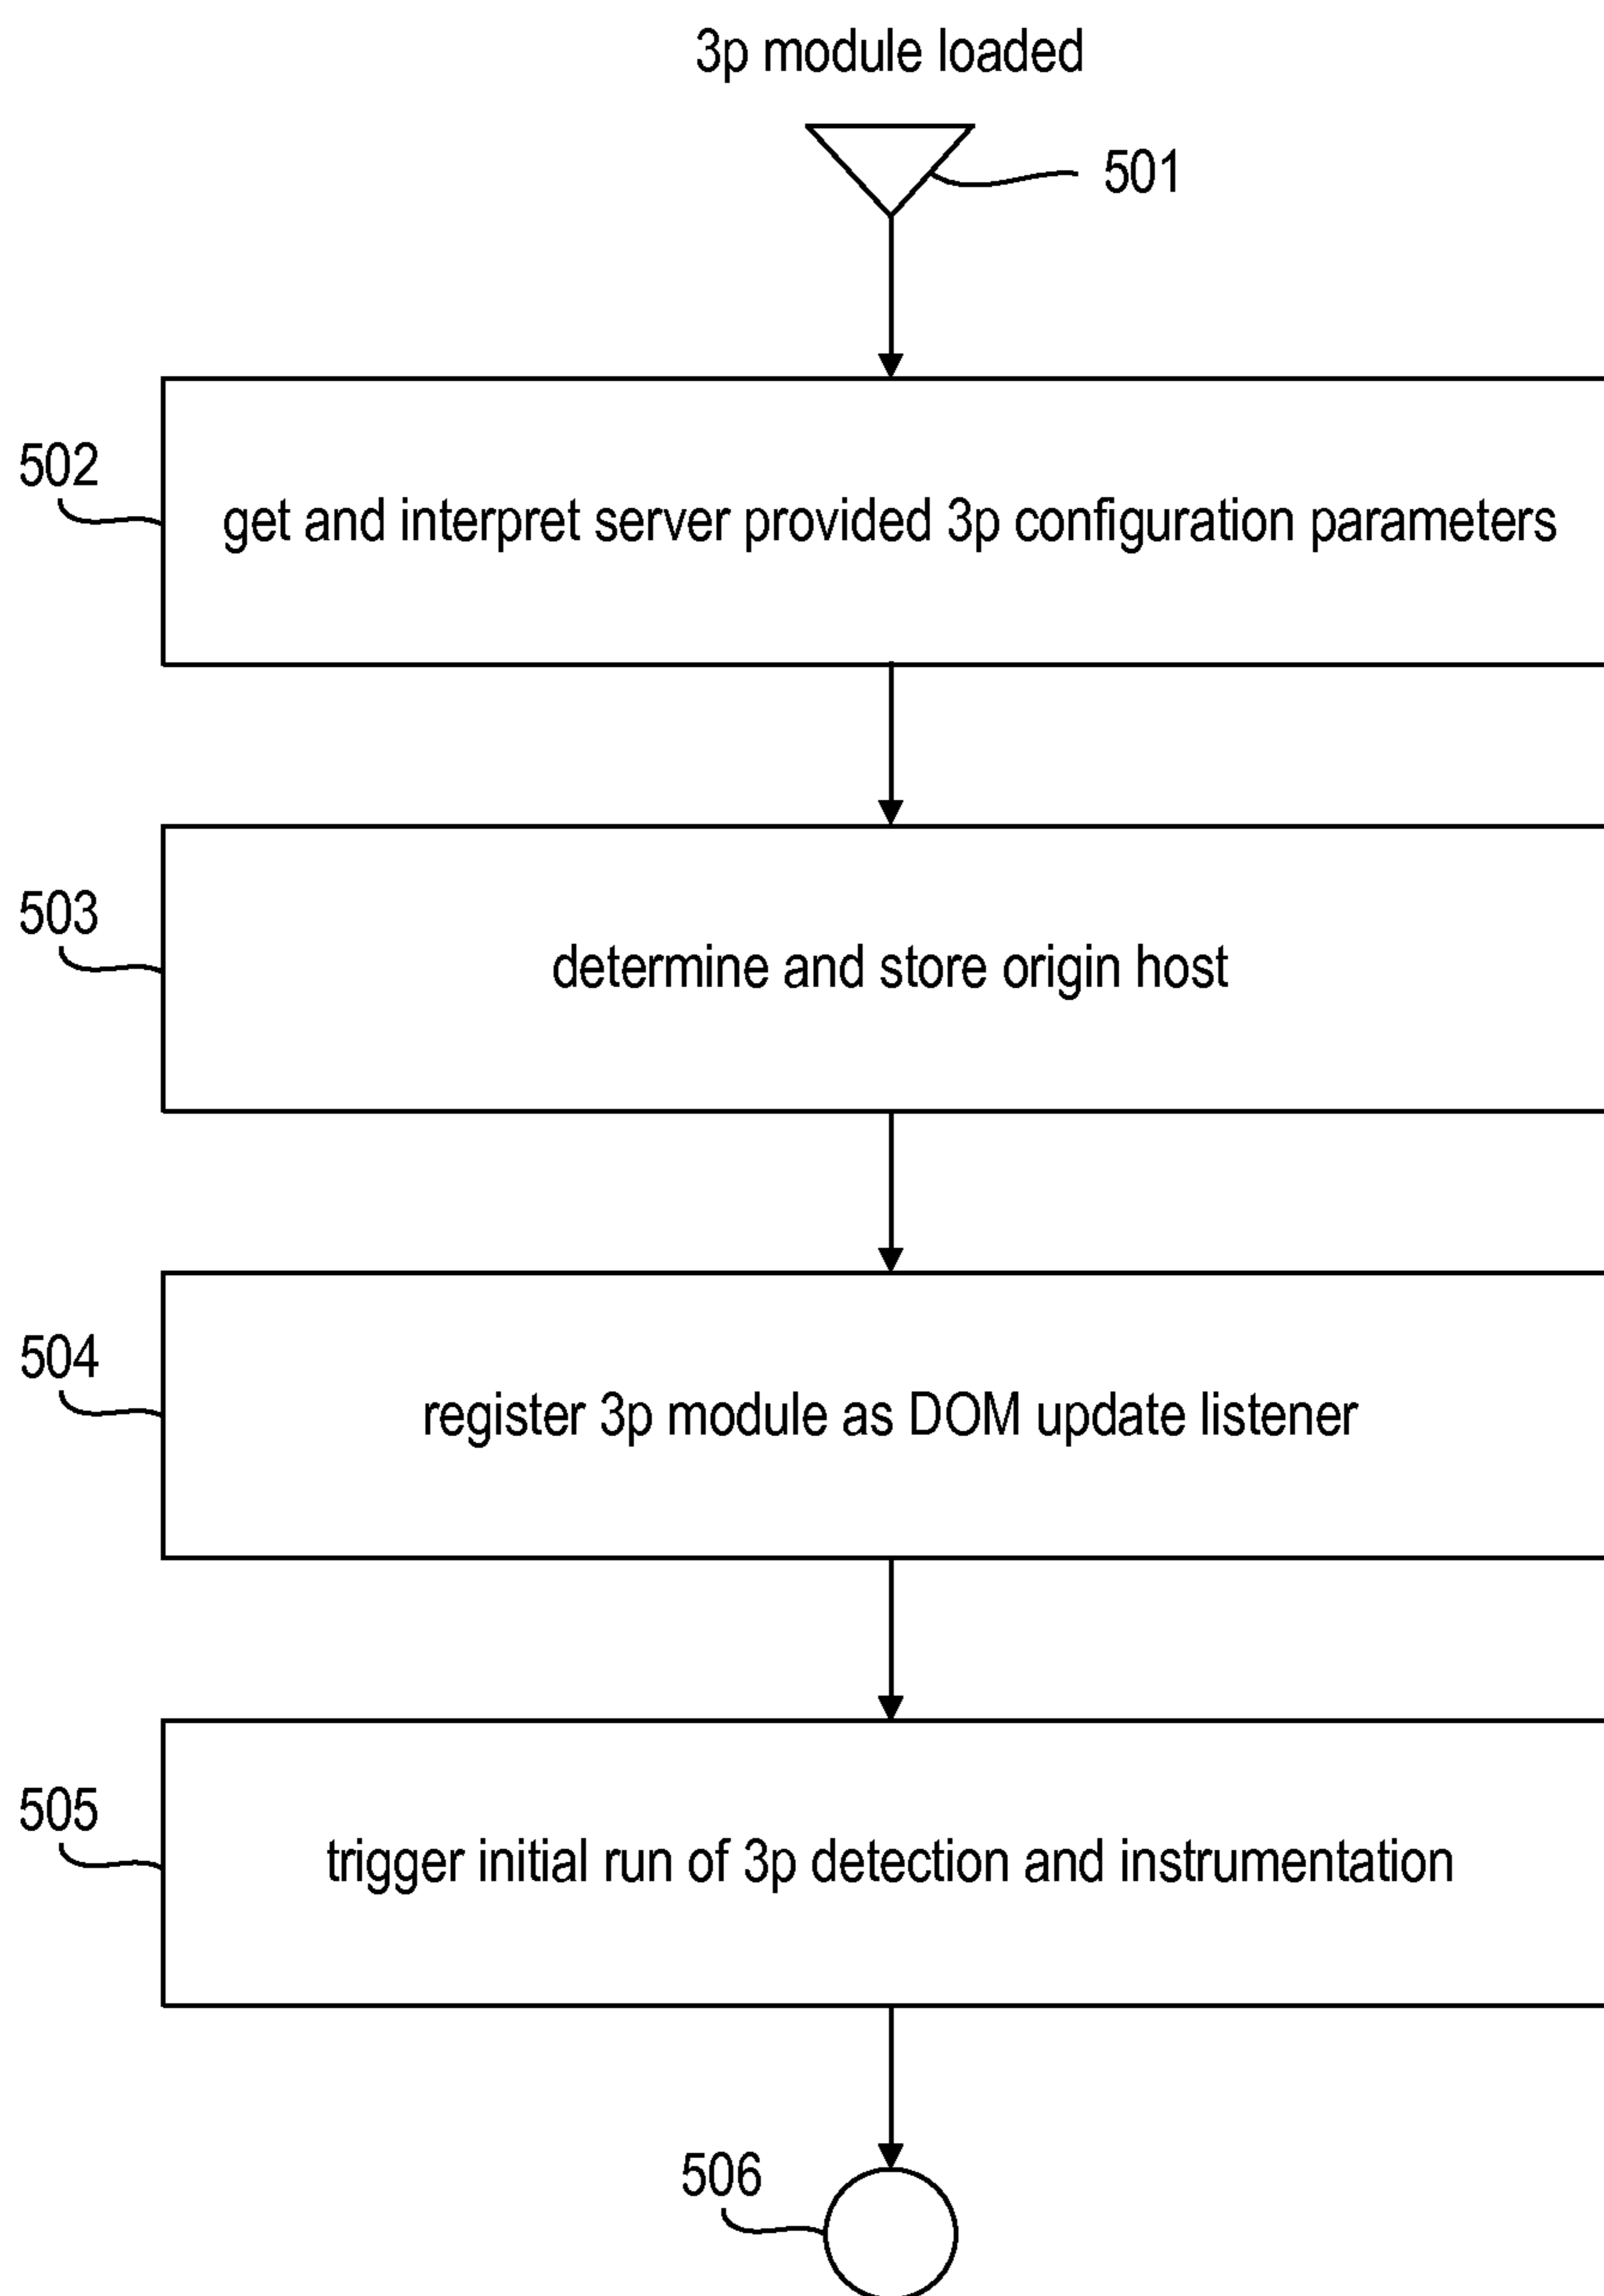 3p module loaded
501
502
get and interpret server provided 3p configuration parameters
503
determine and store origin host
504
register 3p module as DOM update listener
505
trigger initial run of 3p detection and instrumentation
506